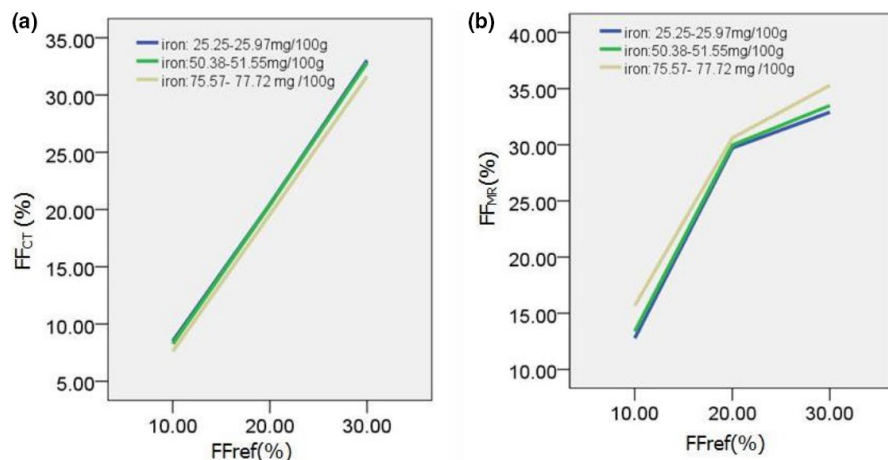 (a)
iron: 25.25-25.97mg/100g
iron:50.38-51.55mg/100g
iron:75.57- 77.72 mg /100g
FFCT (%)
35.00
30.00
25.00
20.00
15.00
10.00
5.00
10.00 20.00 30.00
FFref(%)
(b)
iron: 25.25-25.97mg/100g
iron:50.38-51.55mg/100g
iron:75.57- 77.72 mg /100g
FFMR(%)
40.00
35.00
30.00
25.00
20.00
15.00
10.00
10.00 20.00 30.00
FFref(%)